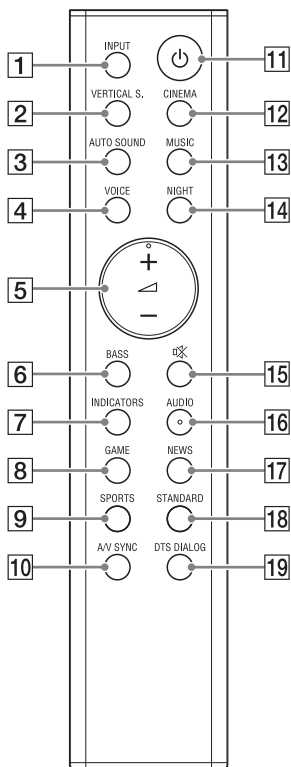 INPUT
1
11
VERTICAL S. CINEMA
2
12
AUTO SOUND MUSIC
3
13
VOICE NIGHT
4
14
+
5
−
BASS
6
15
INDICATORS AUDIO
7
16
GAME NEWS
8
17
SPORTS STANDARD
9
18
A/V SYNC DTS DIALOG
10
19